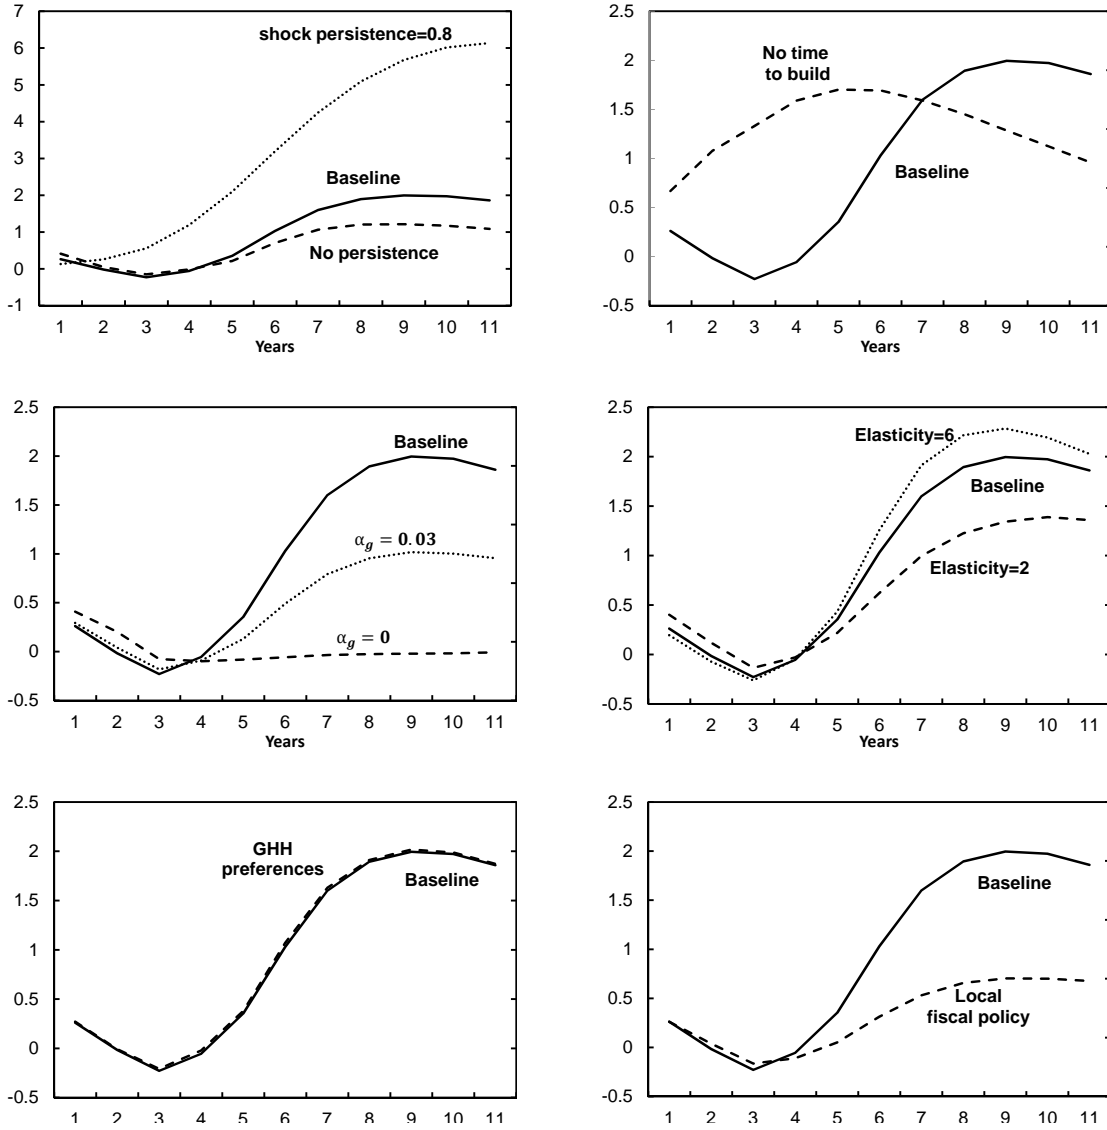 7
6
5
4
3
2
1
0
-1
shock persistence=0.8
Baseline
No persistence
1 2 3 4 5 6 7 8 9 10 11
Years
2.5
2
1.5
1
0.5
0
-0.5
No time
to build
Baseline
1 2 3 4 5 6 7 8 9 10 11
2.5
2
1.5
1
0.5
0
-0.5
Baseline
α_g = 0.03
α_g = 0
1 2 3 4 5 6 7 8 9 10 11
Years
2.5
2
1.5
1
0.5
0
-0.5
Elasticity=6
Baseline
Elasticity=2
1 2 3 4 5 6 7 8 9 10 11
Years
2.5
2
1.5
1
0.5
0
-0.5
GHH
preferences
Baseline
1 2 3 4 5 6 7 8 9 10 11
2.5
2
1.5
1
0.5
0
-0.5
Baseline
Local
fiscal policy
1 2 3 4 5 6 7 8 9 10 11